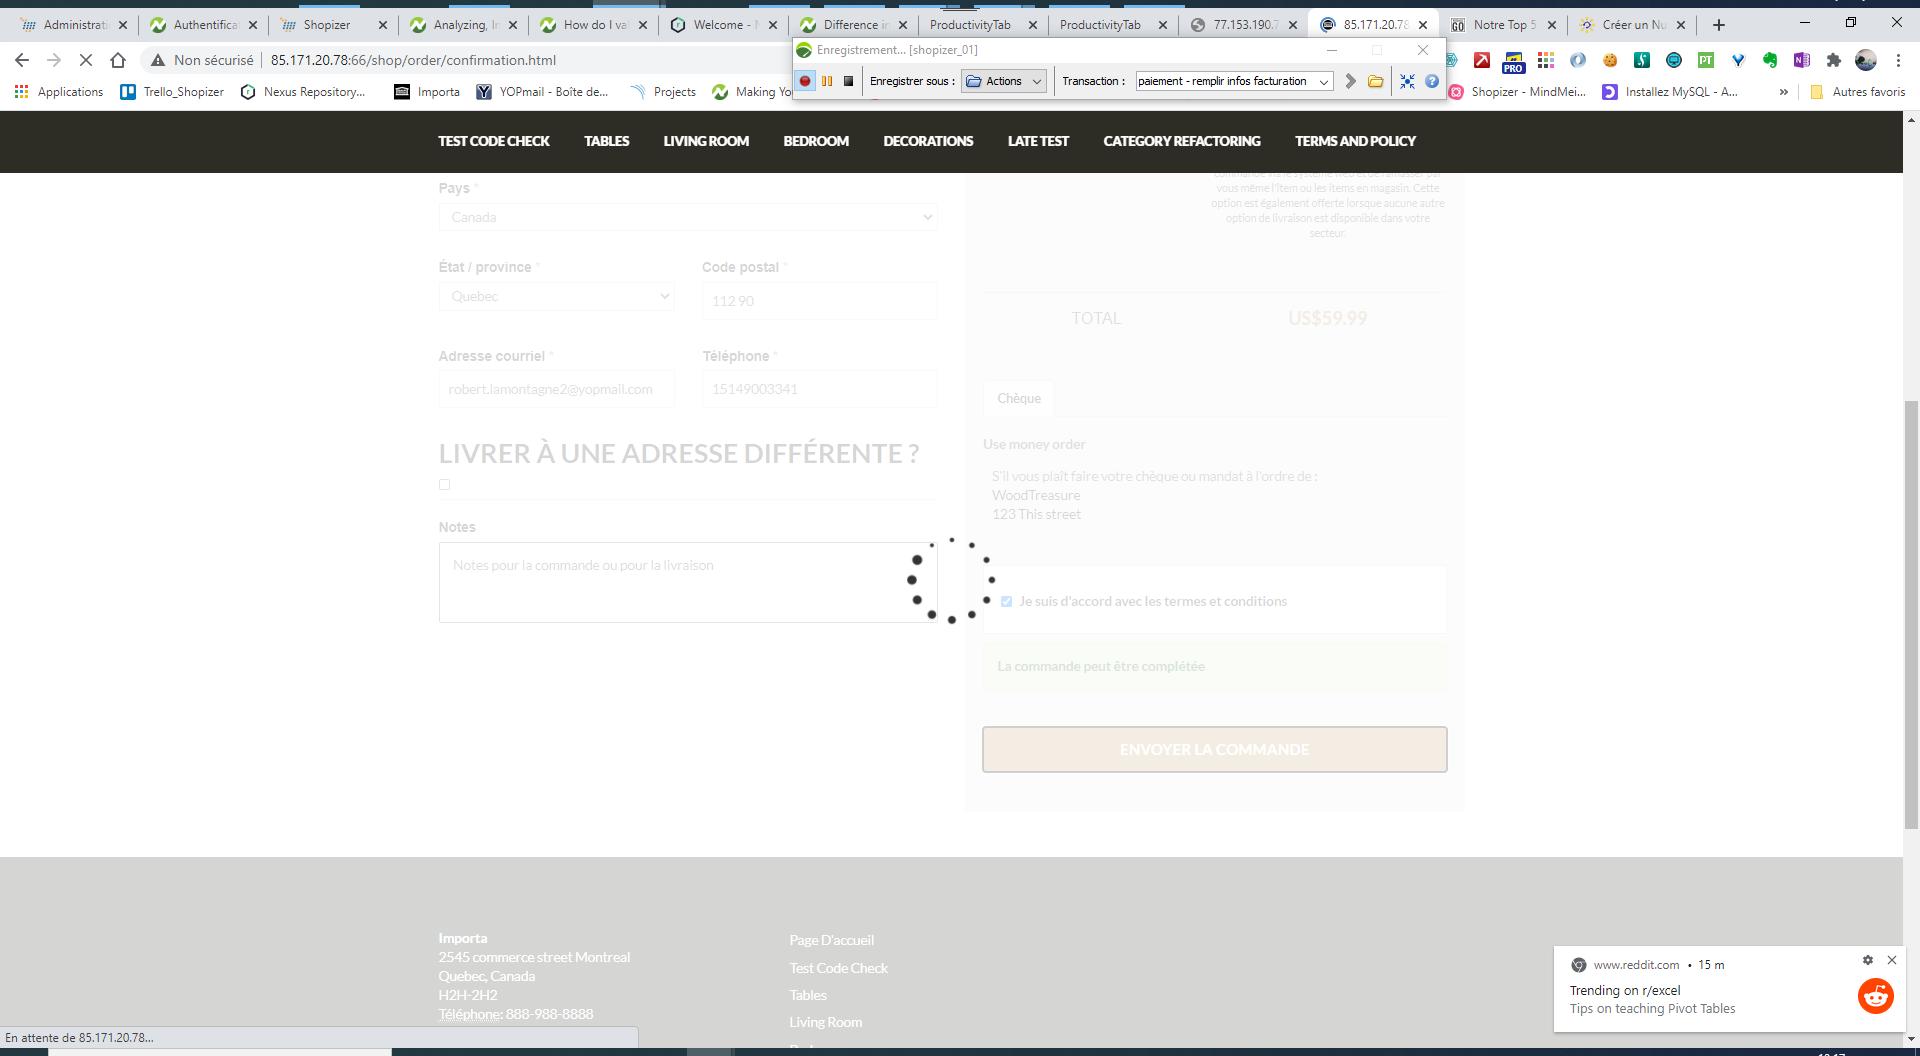 Administrati
Authentifica
Shopizer
Analyzing, In
How do I val
Welcome - N
Difference in
ProductivityTab
ProductivityTab
77.153.190.7
85.171.20.78
Notre Top 5
Créer un Nu
Non sécurisé
85.171.20.78:66/shop/order/confirmation.html
Enregistrement... [shopizer_01]
Enregistrer sous :
Actions
Transaction :
paiement - remplir infos facturation
PRO
PT
Applications
Trello_Shopizer
Nexus Repository...
Importa
YOPmail - Boîte de...
Projects
Making Yo
Shopizer - MindMei...
Installez MySQL - A...
»
Autres favoris
TEST CODE CHECK
TABLES
LIVING ROOM
BEDROOM
DECORATIONS
LATE TEST
CATEGORY REFACTORING
TERMS AND POLICY
Pays *
Canada
État / province *
Code postal *
Quebec
112 90
Adresse courriel *
Téléphone *
robert.lamontagne2@yopmail.com
15149003341
LIVRER À UNE ADRESSE DIFFÉRENTE ?
Notes
Notes pour la commande ou pour la livraison
vous même l'item ou les items en magasin. Cette
option est également offerte lorsque aucune autre
option de livraison est disponible dans votre
secteur.
TOTAL
US$59.99
Chèque
Use money order
S'il vous plaît faire votre chèque ou mandat à l'ordre de :
WoodTreasure
123 This street
Je suis d'accord avec les termes et conditions
La commande peut être complétée
ENVOYER LA COMMANDE
Importa
2545 commerce street Montreal
Quebec, Canada
H2H-2H2
Téléphone: 888-988-8888
Page D'accueil
Test Code Check
Tables
Living Room
www.reddit.com • 15 m
Trending on r/excel
Tips on teaching Pivot Tables
En attente de 85.171.20.78...